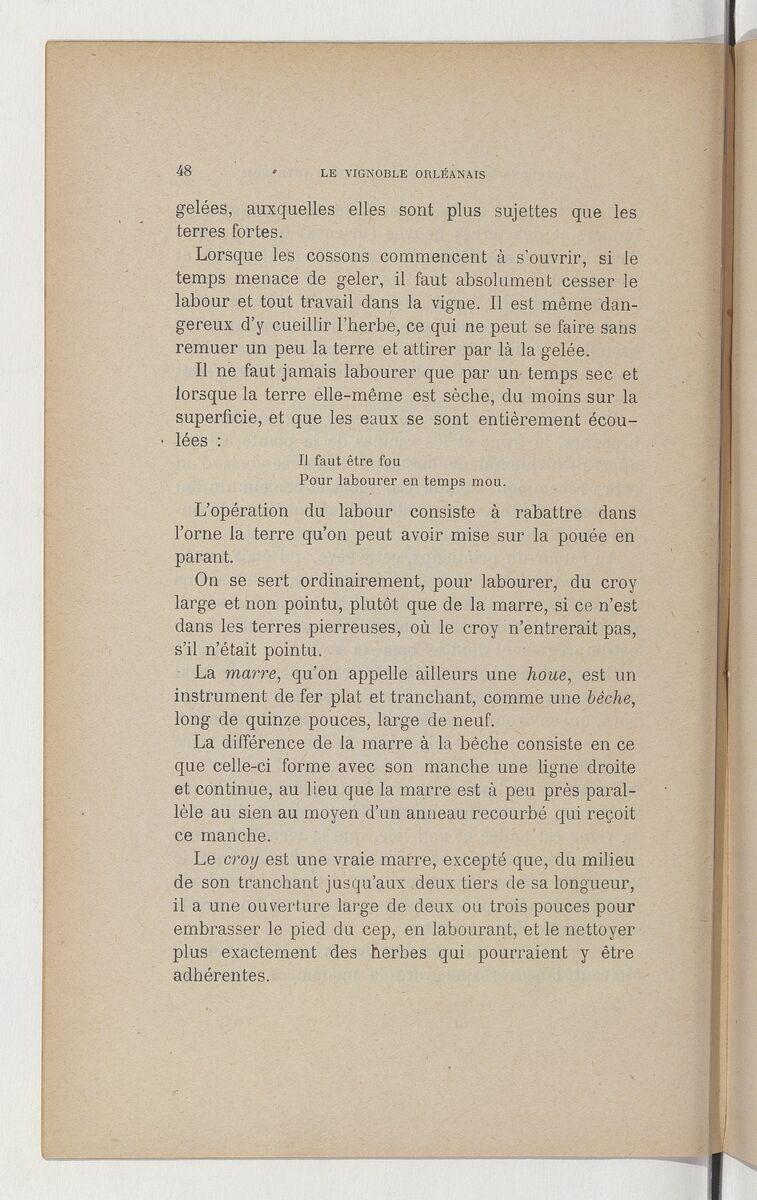 48
LE VIGNOBLE ORLÉANAIS
gelées, auxquelles elles sont plus sujettes que les
terres fortes.
Lorsque les cossons commencent à s'ouvrir, si le
temps menace de geler, il faut absolument cesser le
labour et tout travail dans la vigne. Il est même dan-
gereux d'y cueillir l'herbe, ce qui ne peut se faire sans
remuer un peu la terre et attirer par là la gelée.
Il ne faut jamais labourer que par un temps sec et
lorsque la terre elle-même est sèche, du moins sur la
superficie, et que les eaux se sont entièrement écou-
lées :
Il faut être fou
Pour labourer en temps mou.
L'opération du labour consiste à rabattre dans
l'orne la terre qu'on peut avoir mise sur la pouée en
parant.
On se sert ordinairement, pour labourer, du croy
large et non pointu, plutôt que de la marre, si ce n'est
dans les terres pierreuses, où le croy n'entrerait pas,
s'il n'était pointu.
La marre, qu'on appelle ailleurs une houe, est un
instrument de fer plat et tranchant, comme une bêche,
long de quinze pouces, large de neuf.
La différence de la marre à la bêche consiste en ce
que celle-ci forme avec son manche une ligne droite
et continue, au lieu que la marre est à peu près paral-
lèle au sien au moyen d'un anneau recourbé qui reçoit
ce manche.
Le croy est une vraie marre, excepté que, du milieu
de son tranchant jusqu'aux deux tiers de sa longueur,
il a une ouverture large de deux ou trois pouces pour
embrasser le pied du cep, en labourant, et le nettoyer
plus exactement des herbes qui pourraient y être
adhérentes.